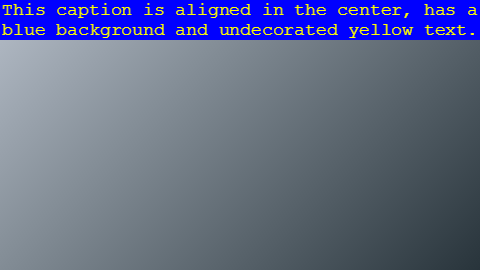 This caption is aligned in the center, has a
blue background and undecorated yellow text.